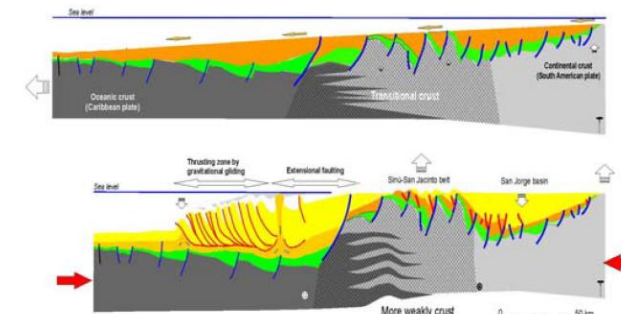 Sea level
Oceanic crust
(Caribbean plate)
Transitional crust
Continental crust
(South American plate)
Thrusting zone by
gravitational gliding
Extensional faulting
Sea level
Sinú-San Jacinto belt
San Jorge basin
More weakly crust
0 50 km